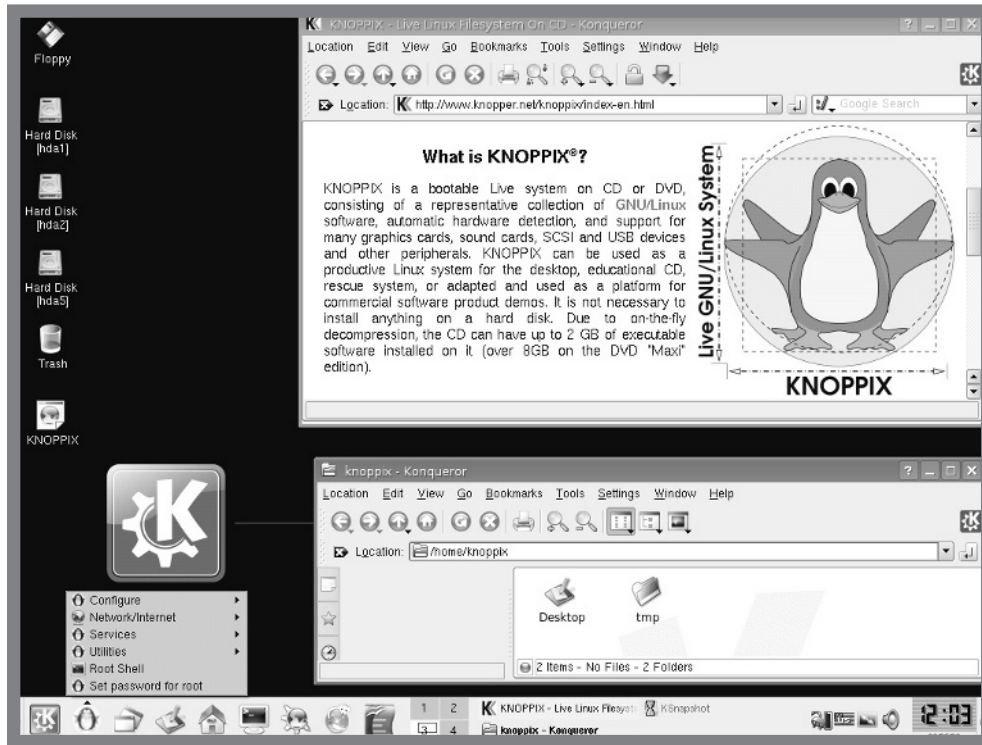 Floppy
Hard Disk
[hda1]
Hard Disk
[hda2]
Hard Disk
[hda5]
Trash
KNOPPIX
KNOPPIX - Live Linux Filesystem On CD - Konqueror
Location Edit View Go Bookmarks Tools Settings Window Help
Location: http://www.knopper.net/knoppix/index-en.html
Google Search
What is KNOPPIX®?
KNOPPIX is a bootable Live system on CD or DVD,
consisting of a representative collection of GNU/Linux
software, automatic hardware detection, and support for
many graphics cards, sound cards, SCSI and USB devices
and other peripherals. KNOPPIX can be used as a
productive Linux system for the desktop, educational CD,
rescue system, or adapted and used as a platform for
commercial software product demos. It is not necessary to
install anything on a hard disk. Due to on-the-fly
decompression, the CD can have up to 2 GB of executable
software installed on it (over 8GB on the DVD "Maxi"
edition).
Live GNU/Linux System
KNOPPIX
knoppix - Konqueror
Location Edit View Go Bookmarks Tools Settings Window Help
Location: /home/knoppix
Desktop
tmp
2 Items - No Files - 2 Folders
K
Configure
Network/Internet
Services
Utilities
Root Shell
Set password for root
1 2
3 4
KNOPPIX - Live Linux Filesyst
KSnapshot
knoppix - Konqueror
12:03